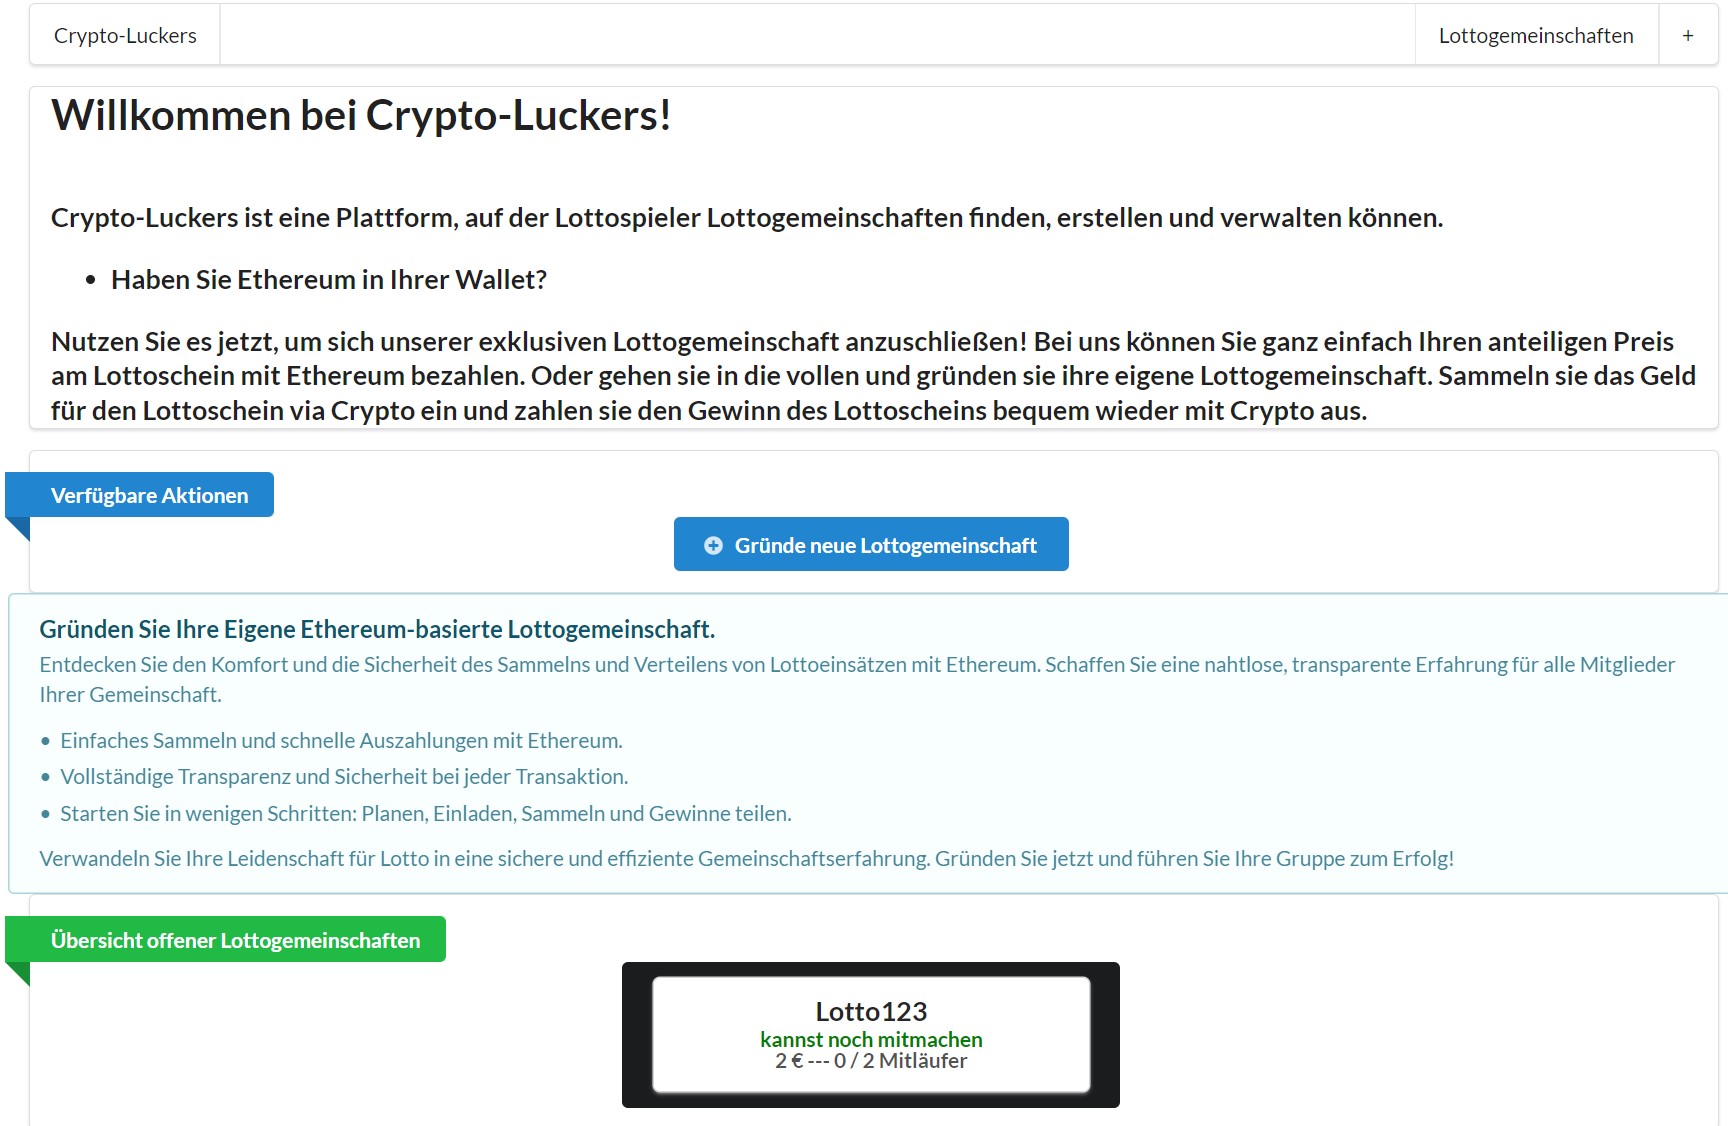 Crypto-Luckers
Lottogemeinschaften
+
Willkommen bei Crypto-Luckers!
Crypto-Luckers ist eine Plattform, auf der Lottospieler Lottogemeinschaften finden, erstellen und verwalten können.
• Haben Sie Ethereum in Ihrer Wallet?
Nutzen Sie es jetzt, um sich unserer exklusiven Lottogemeinschaft anzuschließen! Bei uns können Sie ganz einfach Ihren anteiligen Preis
am Lottoschein mit Ethereum bezahlen. Oder gehen sie in die vollen und gründen sie ihre eigene Lottogemeinschaft. Sammeln sie das Geld
für den Lottoschein via Crypto ein und zahlen sie den Gewinn des Lottoscheins bequem wieder mit Crypto aus.
Verfügbare Aktionen
Gründe neue Lottogemeinschaft
Gründen Sie Ihre Eigene Ethereum-basierte Lottogemeinschaft.
Entdecken Sie den Komfort und die Sicherheit des Sammelns und Verteilens von Lottoeinsätzen mit Ethereum. Schaffen Sie eine nahtlose, transparente Erfahrung für alle Mitglieder
Ihrer Gemeinschaft.
• Einfaches Sammeln und schnelle Auszahlungen mit Ethereum.
• Vollständige Transparenz und Sicherheit bei jeder Transaktion.
• Starten Sie in wenigen Schritten: Planen, Einladen, Sammeln und Gewinne teilen.
Verwandeln Sie Ihre Leidenschaft für Lotto in eine sichere und effiziente Gemeinschaftserfahrung. Gründen Sie jetzt und führen Sie Ihre Gruppe zum Erfolg!
Übersicht offener Lottogemeinschaften
Lotto123
kannst noch mitmachen
2 € --- 0 / 2 Mitläufer